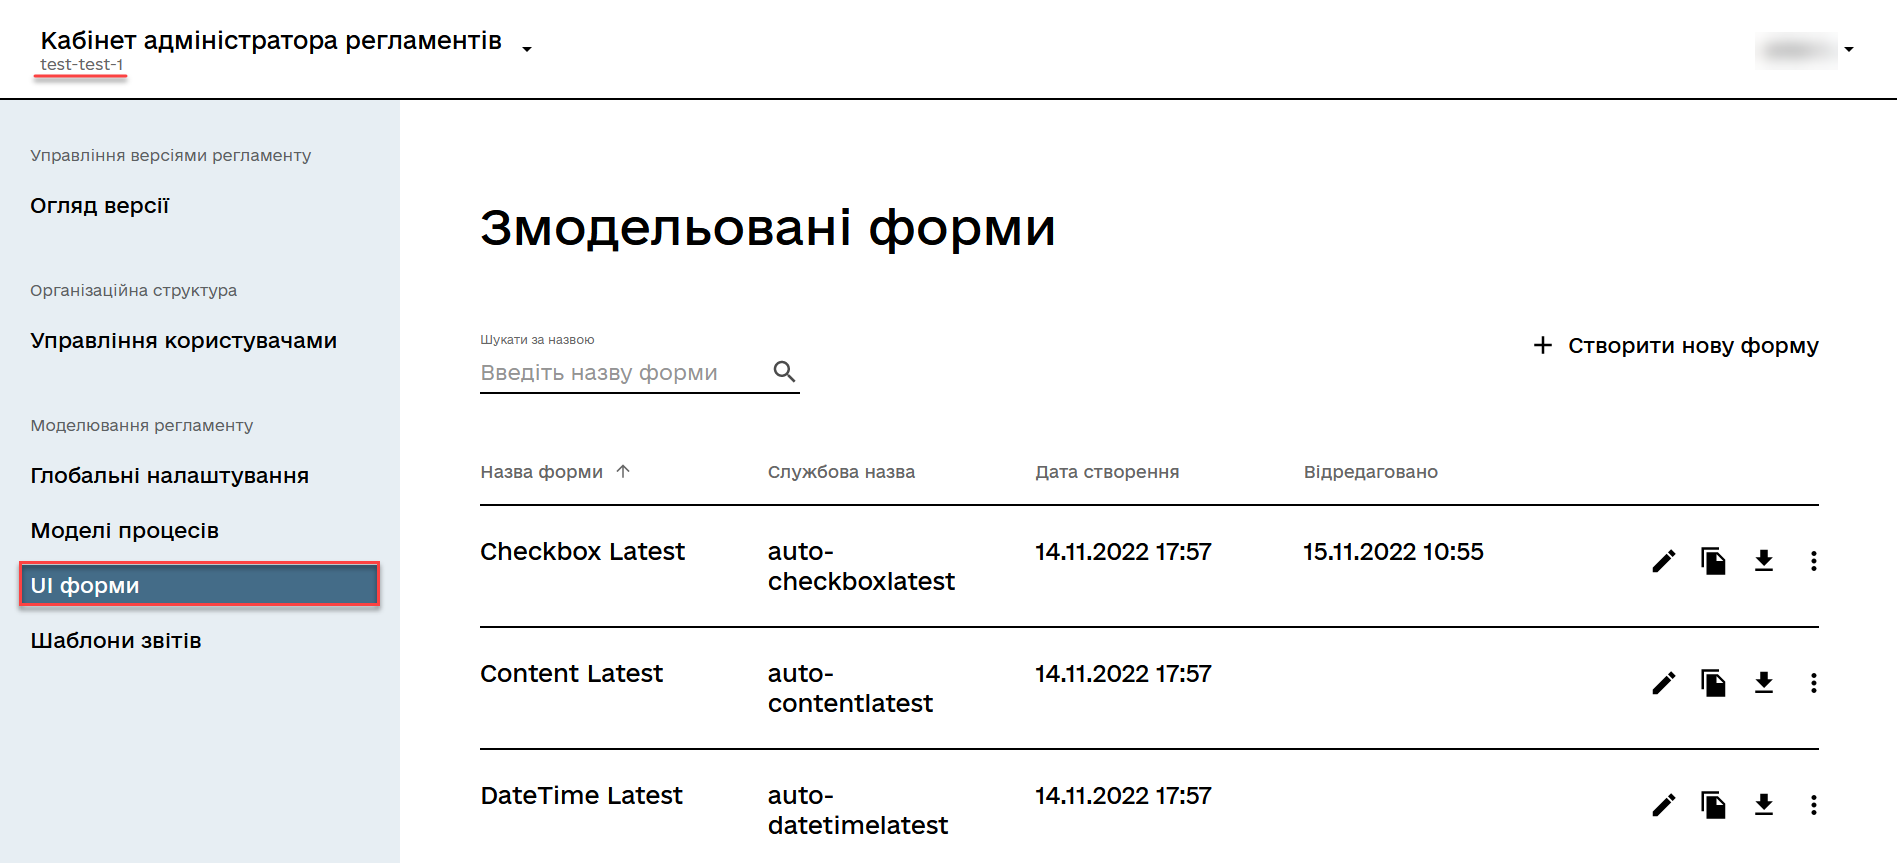 Кабінет адміністратора регламентів
test-test-1
Управління версіями регламенту
Огляд версії
Організаційна структура
Управління користувачами
Моделювання регламенту
Глобальні налаштування
Моделі процесів
UI форми
Шаблони звітів
Змодельовані форми
Шукати за назвою
Введіть назву форми
Створити нову форму
Назва форми Службова назва Дата створення Відредаговано
Checkbox Latest auto- 14.11.2022 17:57 15.11.2022 10:55
checkboxlatest
Content Latest auto- 14.11.2022 17:57
contentlatest
DateTime Latest auto- 14.11.2022 17:57
datetimelatest